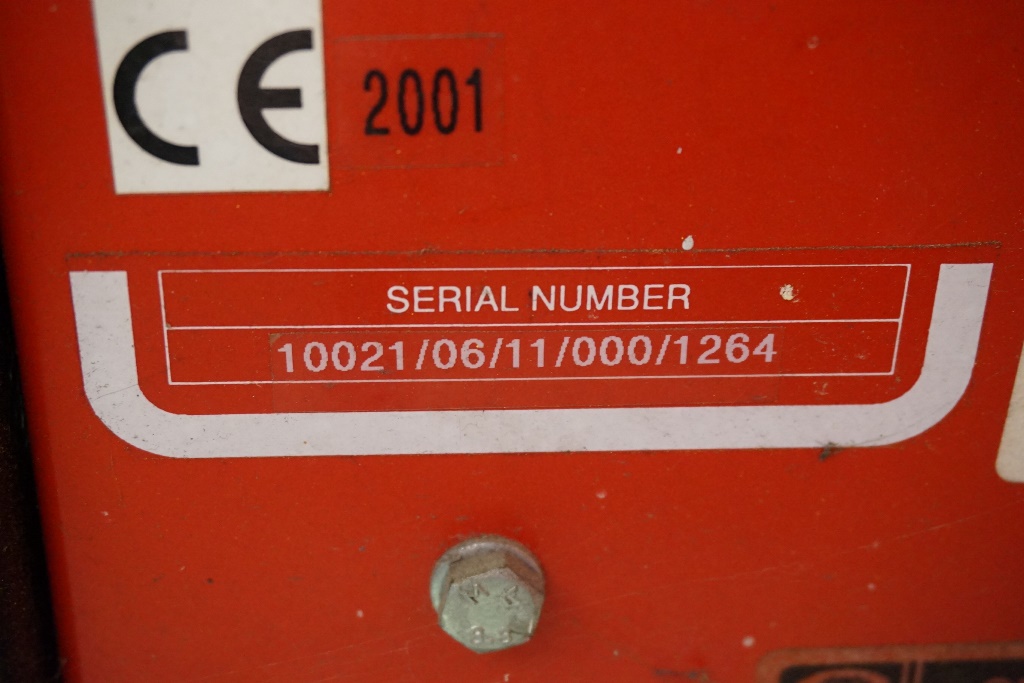 CE 2001
SERIAL NUMBER
10021/06/11/000/1264